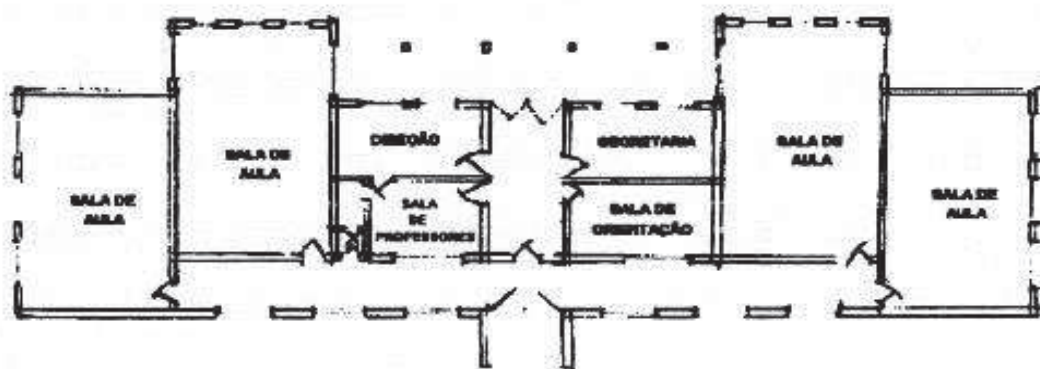 SALA DE
AULA
SALA DE
AULA
DIREÇÃO
SALA
DE
PROFESSORES
SECRETARIA
SALA DE
ORIENTAÇÃO
SALA DE
AULA
SALA DE
AULA